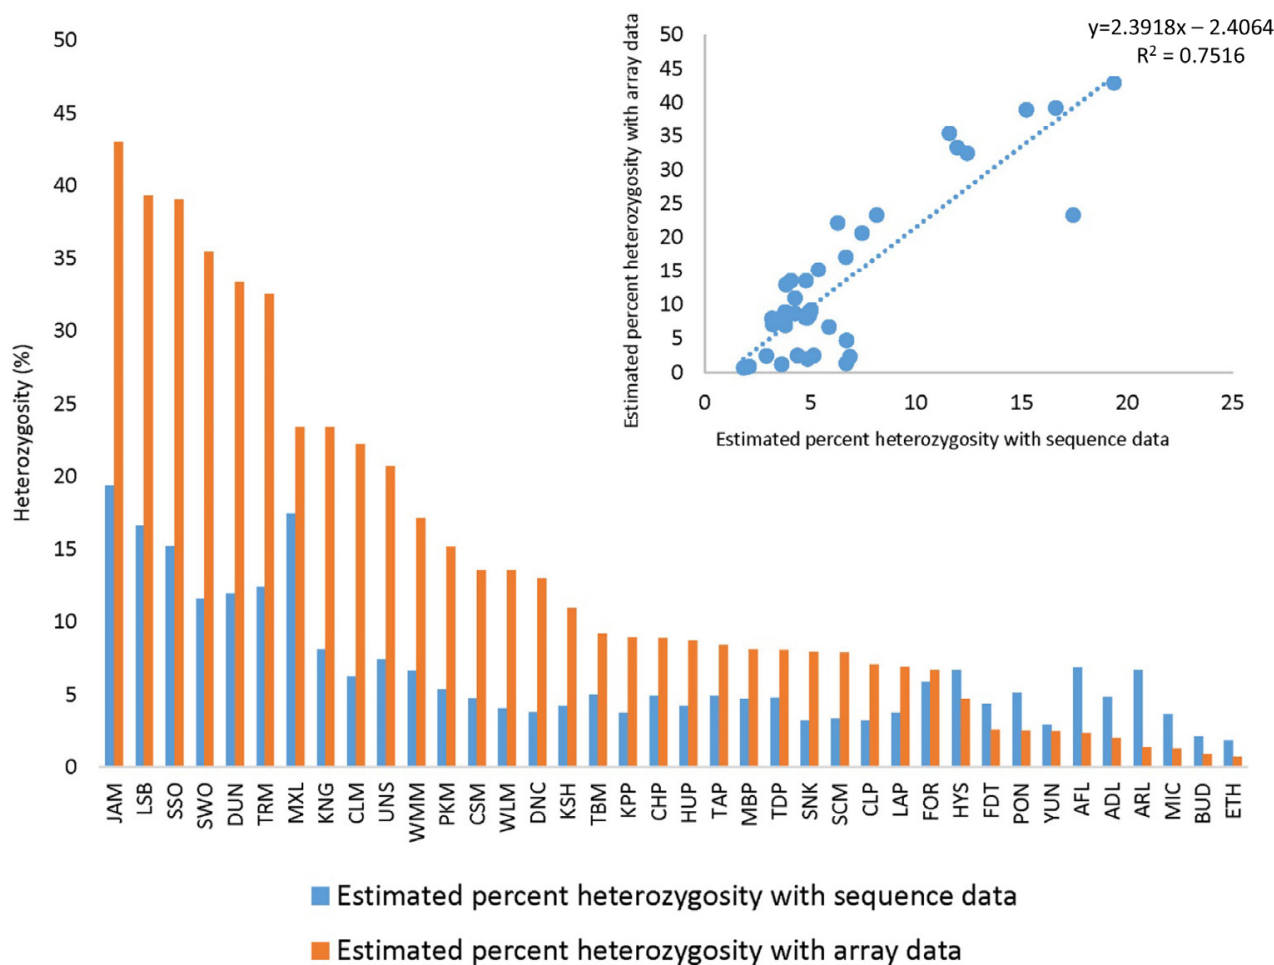 50
45
40
35
30
25
20
15
10
5
0
Heterozygosity (%)
JAM LSB SSO SWO DUN TRM MXL KNG CLM UNS WMM PKM CSM WLM DNC KSH TBM KPP CHP HUP TAP MBP TDP SNK SCM CLP LAP FOR HYS FDT PON YUN AFL ADL ARL MIC BUD ETH
y=2.3918x – 2.4064
R² = 0.7516
Estimated percent heterozygosity with array data
50
45
40
35
30
25
20
15
10
5
0
0 5 10 15 20 25
Estimated percent heterozygosity with sequence data
Estimated percent heterozygosity with sequence data
Estimated percent heterozygosity with array data